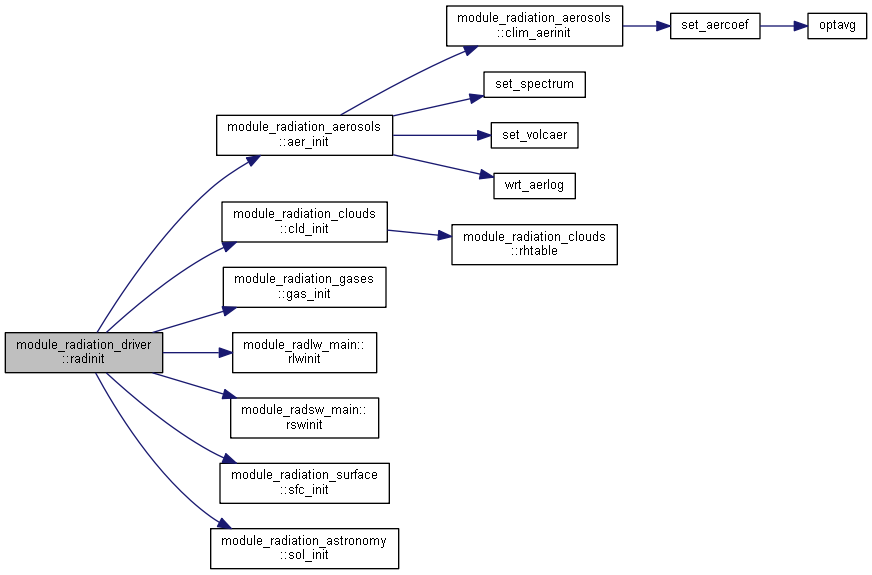 module_radiation_aerosols
::clim_aerinit
set_aercoef
optavg
set_spectrum
module_radiation_aerosols
::aer_init
set_volcaer
wrt_aerlog
module_radiation_clouds
::cld_init
module_radiation_clouds
::rhtable
module_radiation_gases
::gas_init
module_radiation_driver
::radinit
module_radlw_main::
rlwinit
module_radsw_main::
rswinit
module_radiation_surface
::sfc_init
module_radiation_astronomy
::sol_init